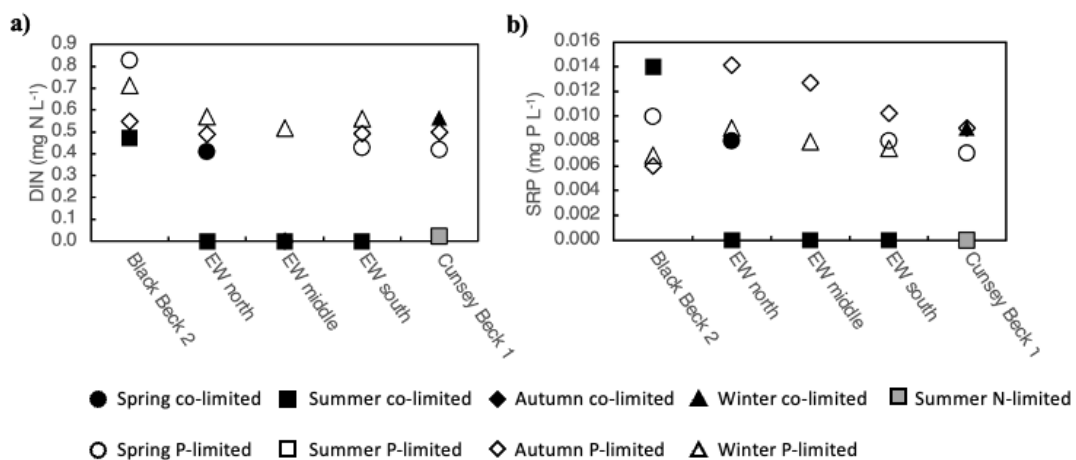 a)
DIN (mg N L⁻¹)
0.9
0.8
0.7
0.6
0.5
0.4
0.3
0.2
0.1
0.0
Black Beck 2
EW north
EW middle
EW south
Cunsey Beck 1
b)
SRP (mg P L⁻¹)
0.016
0.014
0.012
0.010
0.008
0.006
0.004
0.002
0.000
Black Beck 2
EW north
EW middle
EW south
Cunsey Beck 1
Spring co-limited Summer co-limited Autumn co-limited Winter co-limited Summer N-limited
Spring P-limited Summer P-limited Autumn P-limited Winter P-limited